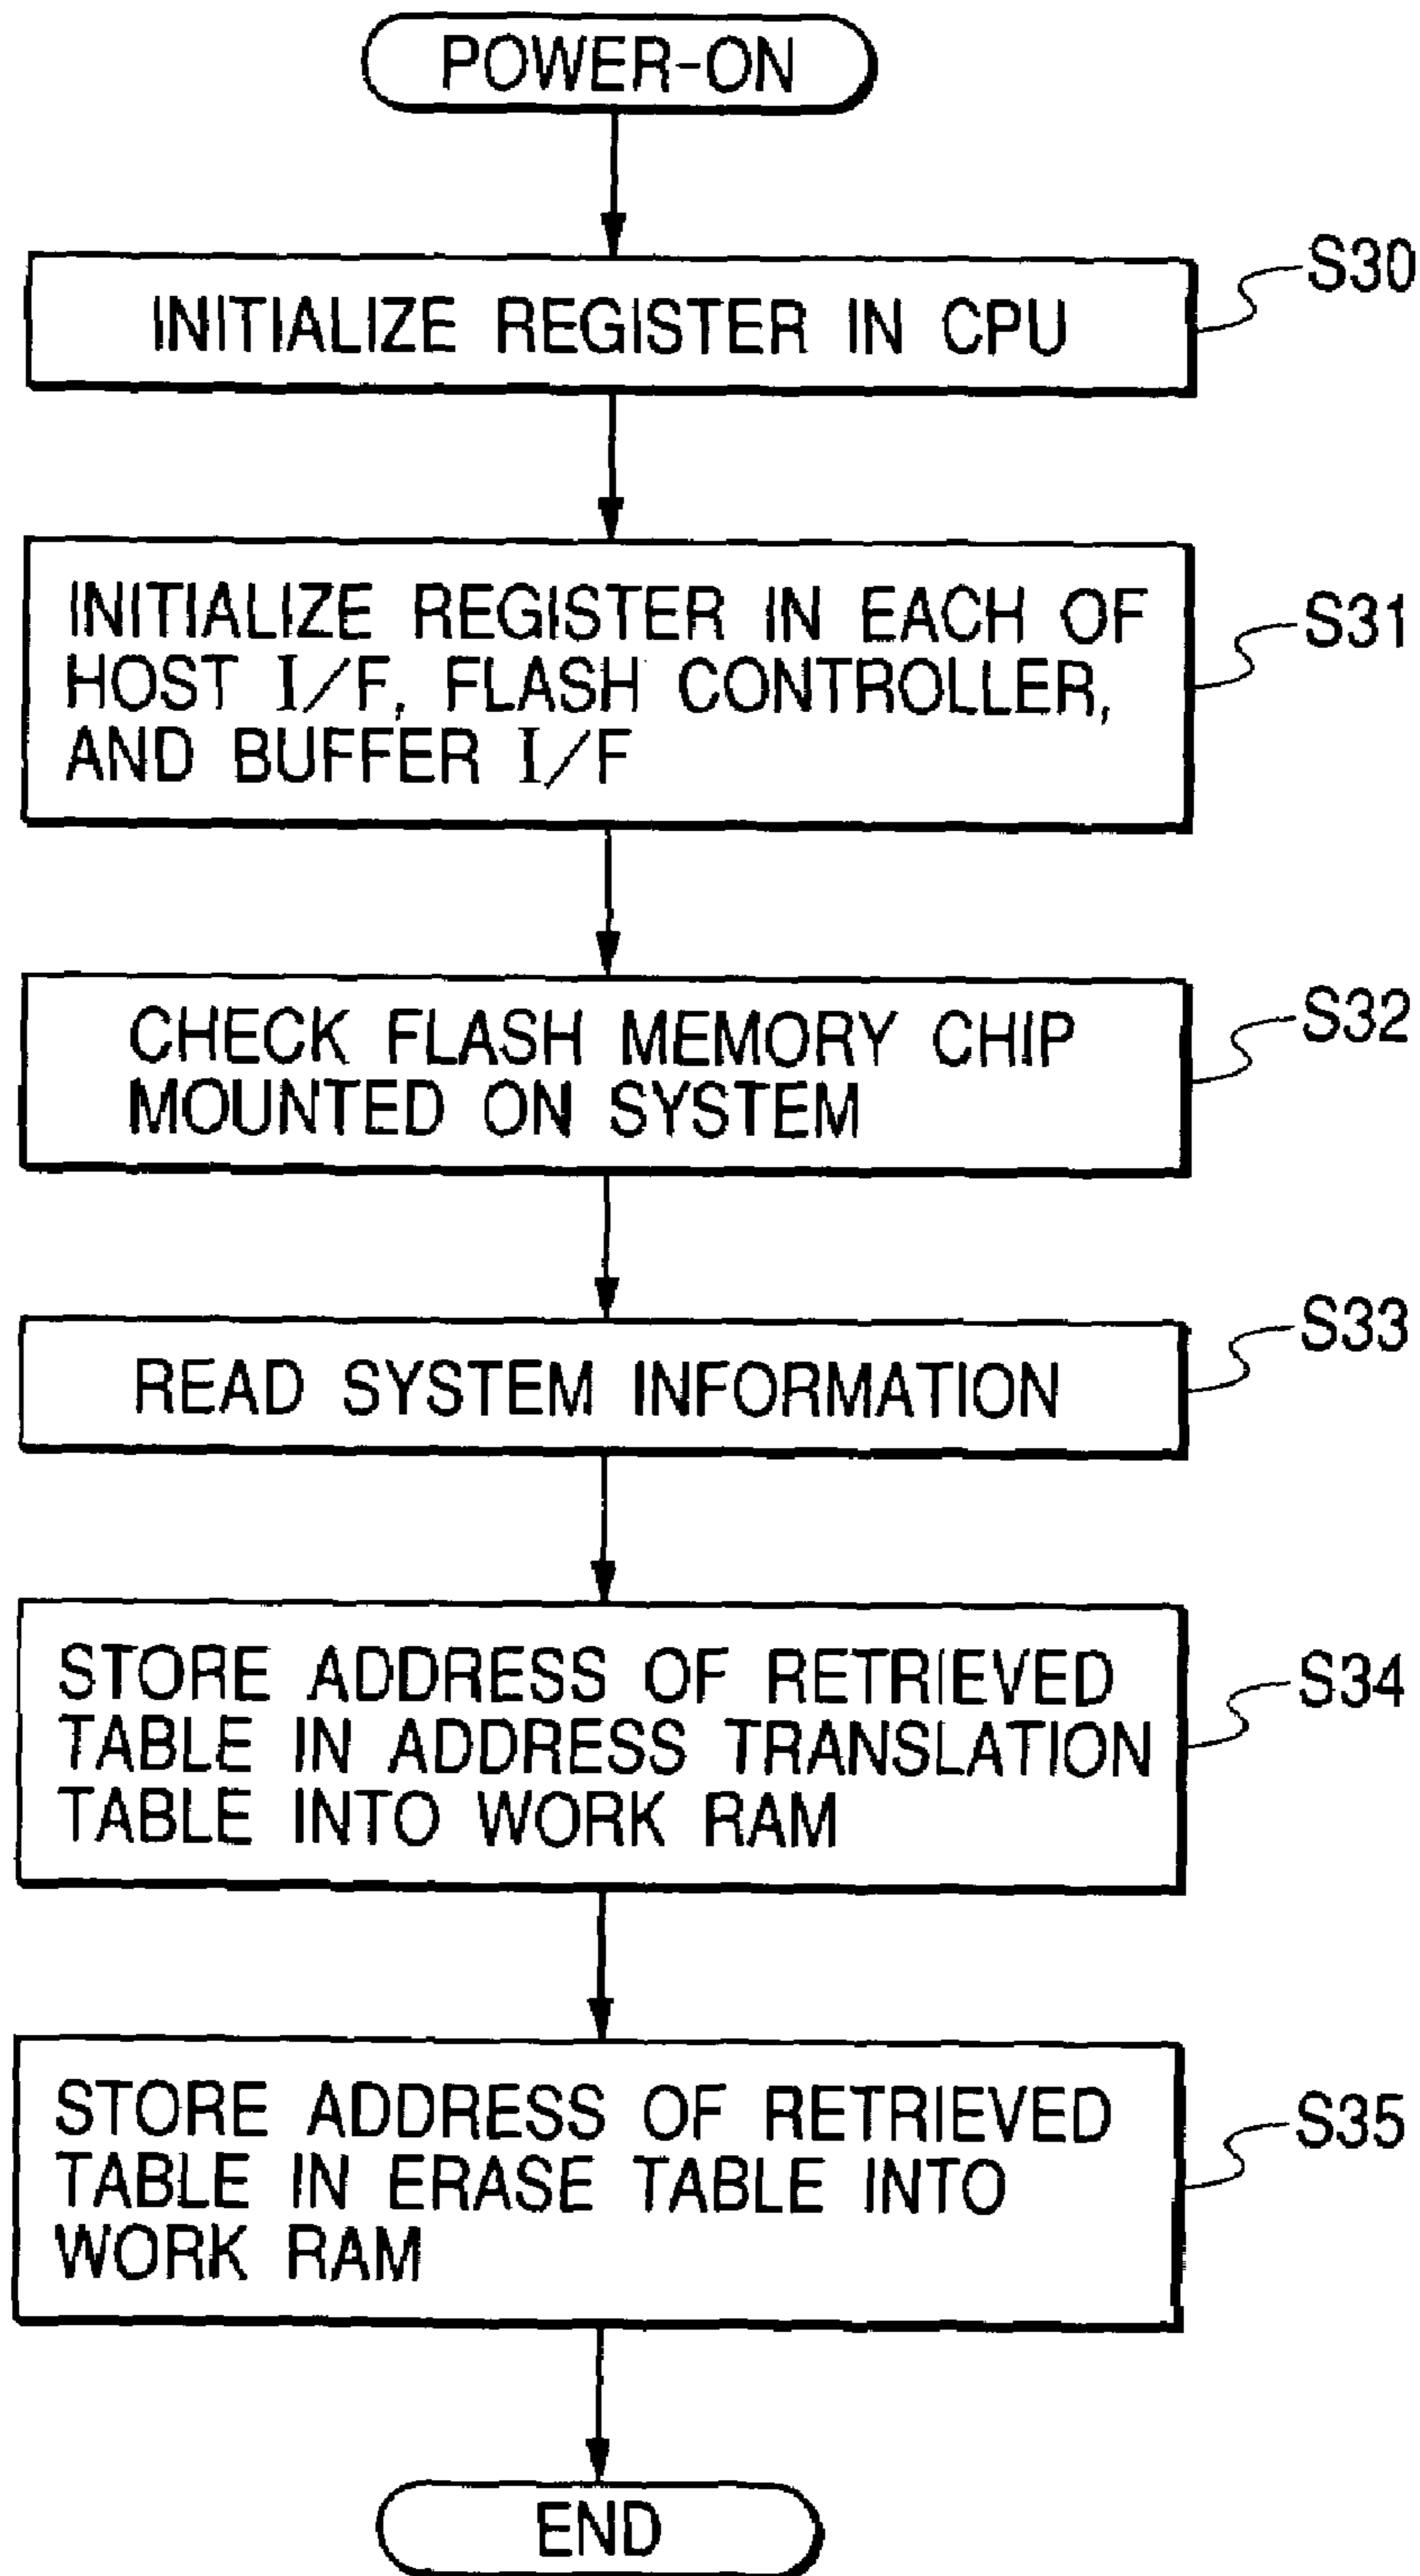 POWER-ON
INITIALIZE REGISTER IN CPU
S30
INITIALIZE REGISTER IN EACH OF
HOST I/F, FLASH CONTROLLER,
AND BUFFER I/F
S31
CHECK FLASH MEMORY CHIP
MOUNTED ON SYSTEM
S32
READ SYSTEM INFORMATION
S33
STORE ADDRESS OF RETRIEVED
TABLE IN ADDRESS TRANSLATION
TABLE INTO WORK RAM
S34
STORE ADDRESS OF RETRIEVED
TABLE IN ERASE TABLE INTO
WORK RAM
S35
END